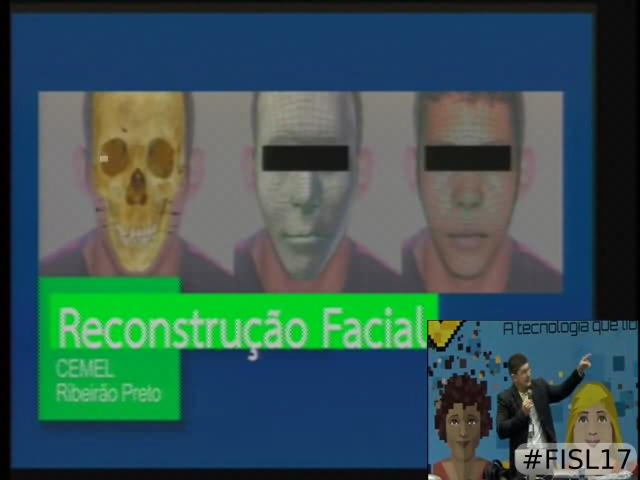 Reconstrução Facial
CEMEL
Ribeirão Preto
A tecnologia que
#FISL17